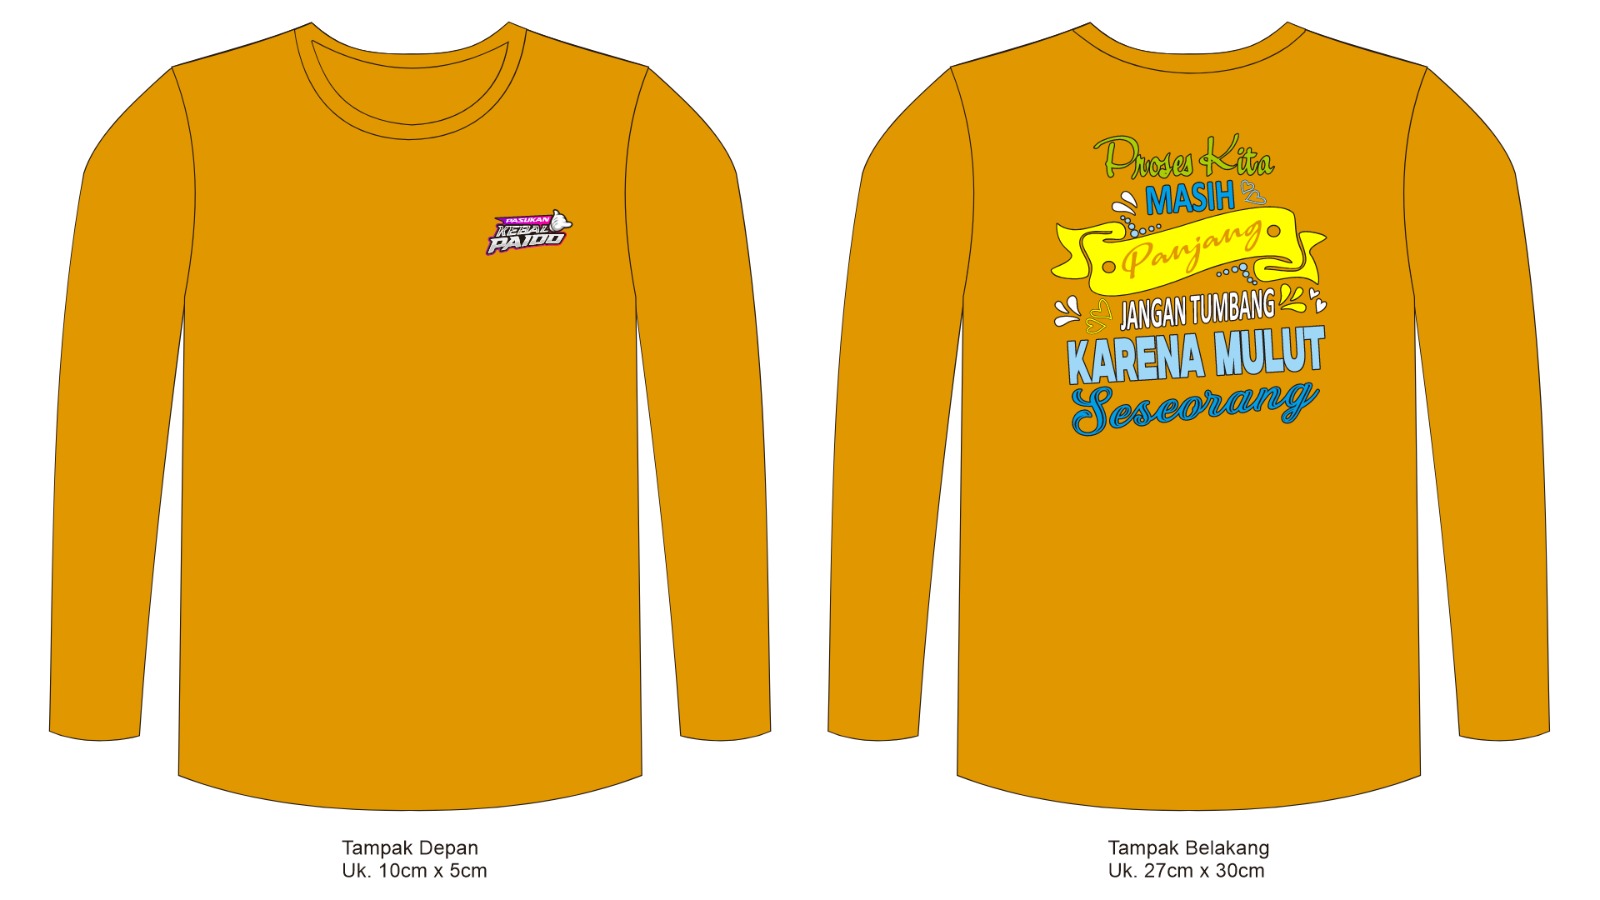 PASUKAN
KEBAL
PAIDO
Proses Kita
MASIH
Panjang
JANGAN TUMBANG
KARENA MULUT
Seseorang
Tampak Depan
Uk. 10cm x 5cm
Tampak Belakang
Uk. 27cm x 30cm